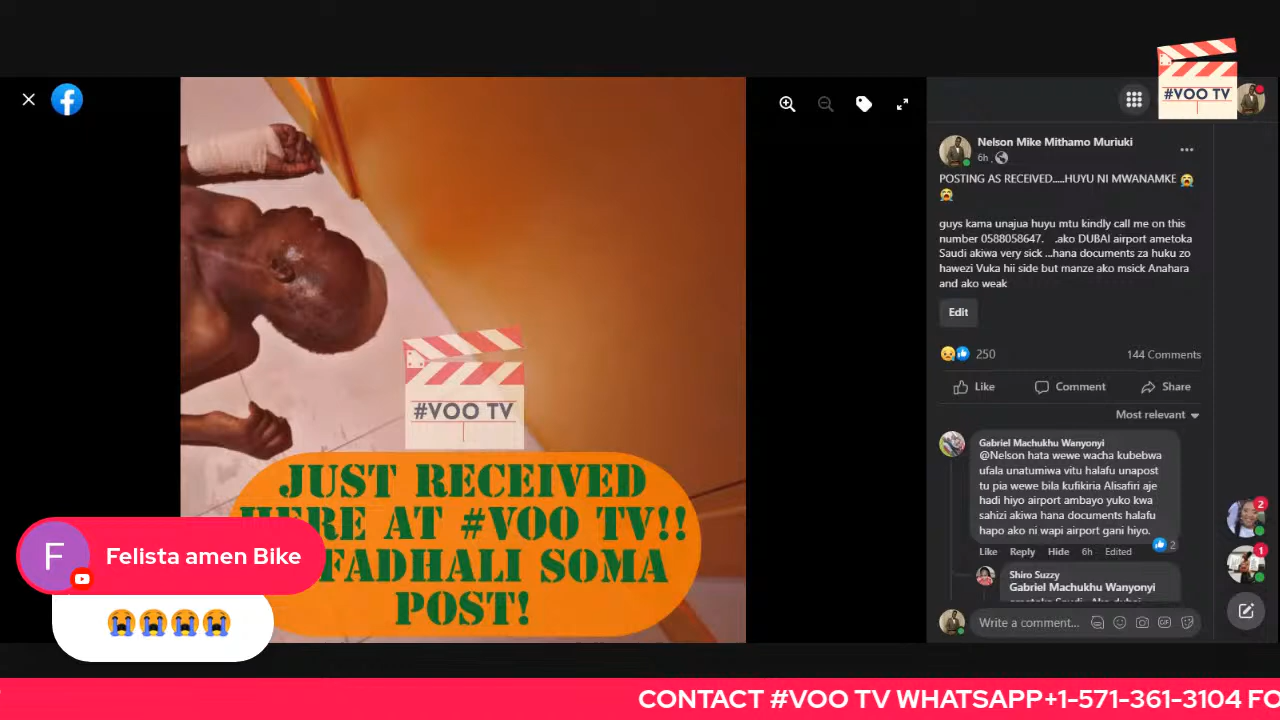 #VOO TV
Nelson Mike Mithamo Muriuki
6h
POSTING AS RECEIVED.....HUYU NI MWANAMKE 😭
😭
guys kama unajua huyu mtu kindly call me on this
number 0588058647. .ako DUBAI airport ametoka
Saudi akiwa very sick ...hana documents za huku zo
hawezi Vuka hii side but manze ako msick Anahara
and ako weak
Edit
250
144 Comments
Like
Comment
Share
Most relevant
Gabriel Machukhu Wanyonyi
@Nelson hata wewe wacha kubebwa
ufala unatumiwa vitu halafu unapost
tu pia wewe bila kufikiria Alisafiri aje
hadi hiyo airport ambayo yuko kwa
sahizi akiwa hana documents halafu
hapo ako ni wapi airport gani hiyo.
2
Like Reply Hide 6h Edited
Shiro Suzzy
Gabriel Machukhu Wanyonyi
Write a comment...
2
1
#VOO TV
JUST RECEIVED
HERE AT #VOO TV!!
FADHALI SOMA
POST!
F
Felista amen Bike
😭😭😭😭
CONTACT #VOO TV WHATSAPP+1-571-361-3104 FO